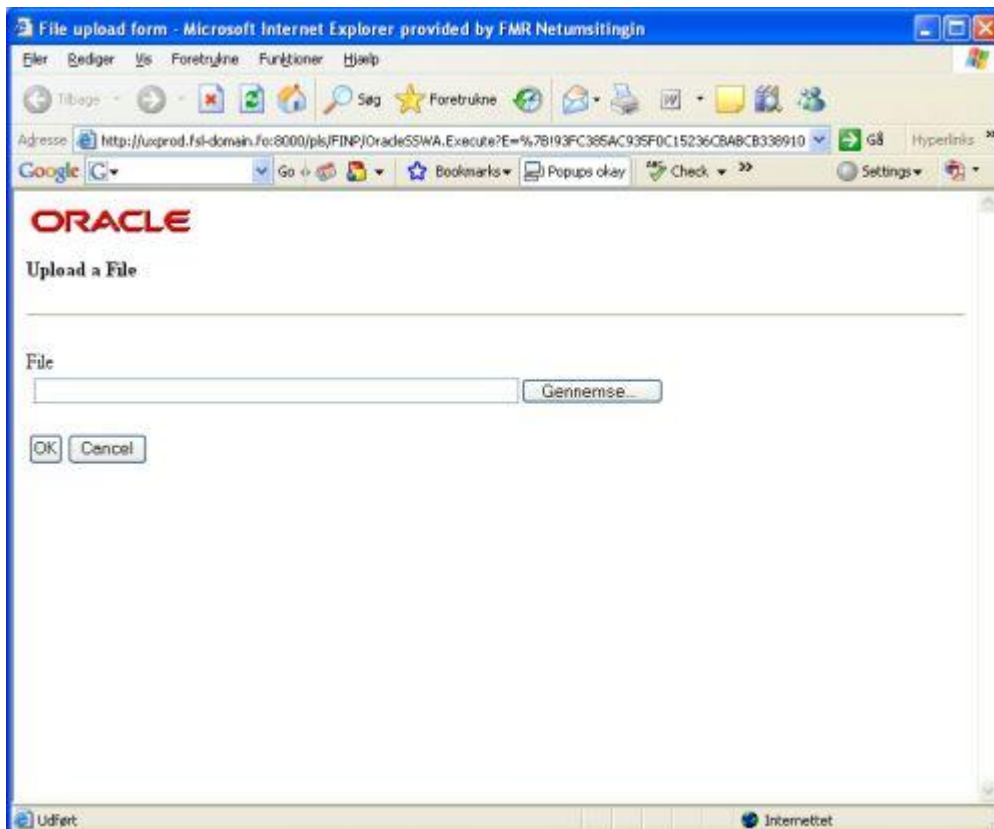 File upload form - Microsoft Internet Explorer provided by FMR Netumsitingin
Filer Rediger Vis Foretrukne Funktioner Hjælp
Tilbage Søg Foretrukne
Adresse http://uxprod.fsl-domain.fo:8000/pls/FINP/OracleSSWA.Execute?E=%7B!93FC385AC935F0C15236CBABCB338910 Gå Hyperlinks »
Google G Go Bookmarks Popups okay ABC Check » Settings
ORACLE
Upload a File
File
Gennemse...
OK Cancel
Udført Internettet